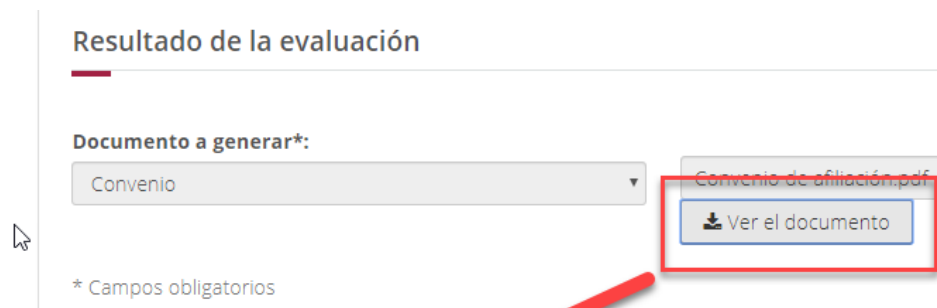 Resultado de la evaluación
Documento a generar*:
Convenio
Convenio de afiliación.pdf
Ver el documento
* Campos obligatorios